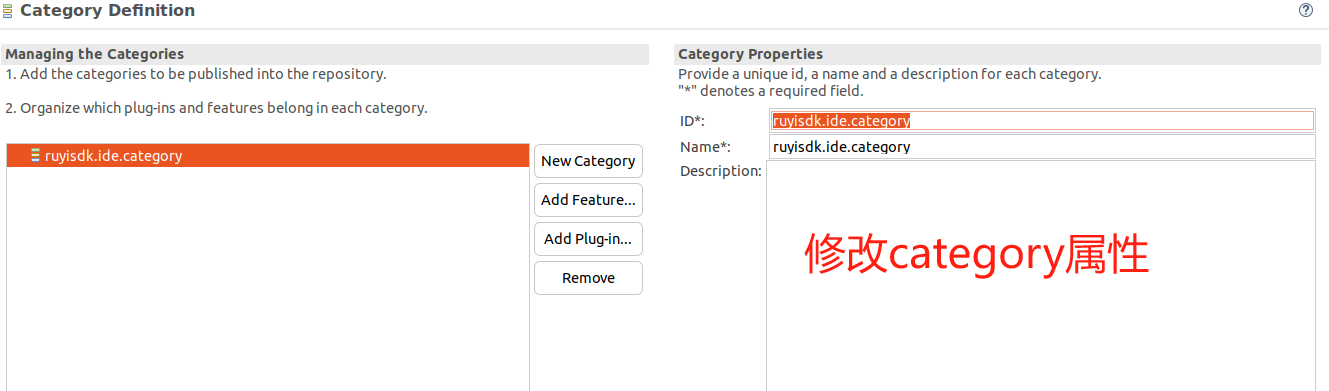 Category Definition
Managing the Categories
1. Add the categories to be published into the repository.
2. Organize which plug-ins and features belong in each category.
ruyisdk.ide.category
New Category
Add Feature...
Add Plug-in...
Remove
Category Properties
Provide a unique id, a name and a description for each category.
"*" denotes a required field.
ID*: ruyisdk.ide.category
Name*: ruyisdk.ide.category
Description:
修改category属性